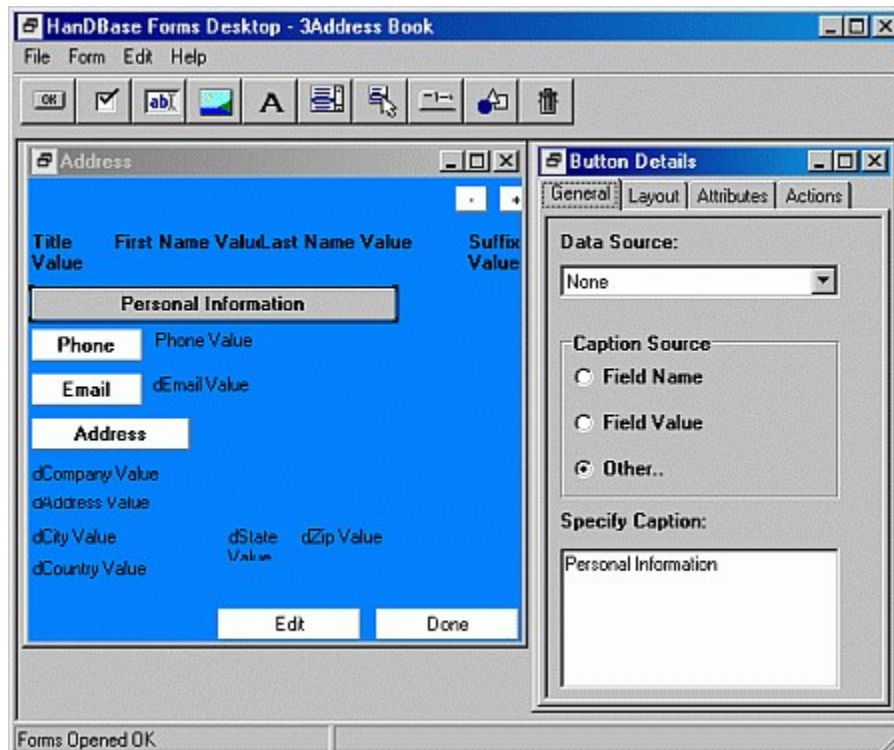 HanDBase Forms Desktop - 3Address Book
File Form Edit Help
OK ab A
Address
- +
Title First Name Value Last Name Value Suffix
Value Value
Personal Information
Phone Phone Value
Email dEmail Value
Address
dCompany Value
dAddress Value
dCity Value dState dZip Value
Value
dCountry Value
Edit Done
Button Details
General Layout Attributes Actions
Data Source:
None
Caption Source
Field Name
Field Value
Other..
Specify Caption:
Personal Information
Forms Opened OK